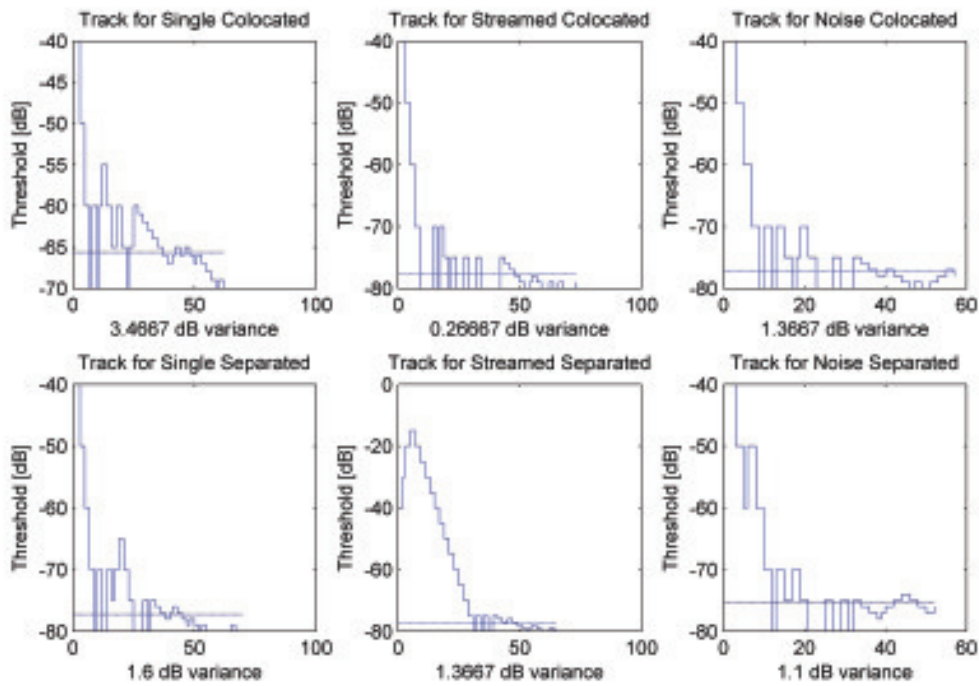 Track for Single Colocated
Track for Streamed Colocated
Track for Noise Colocated
Threshold [dB]
-40
-45
-50
-55
-60
-65
-70
0
50
100
3.4667 dB variance
Threshold [dB]
-40
-50
-60
-70
-80
0
50
100
0.26667 dB variance
Threshold [dB]
-40
-50
-60
-70
-80
0
20
40
60
1.3667 dB variance
Track for Single Separated
Track for Streamed Separated
Track for Noise Separated
Threshold [dB]
-40
-50
-60
-70
-80
0
50
100
1.6 dB variance
Threshold [dB]
0
-20
-40
-60
-80
0
50
100
1.3667 dB variance
Threshold [dB]
-40
-50
-60
-70
-80
0
20
40
60
1.1 dB variance